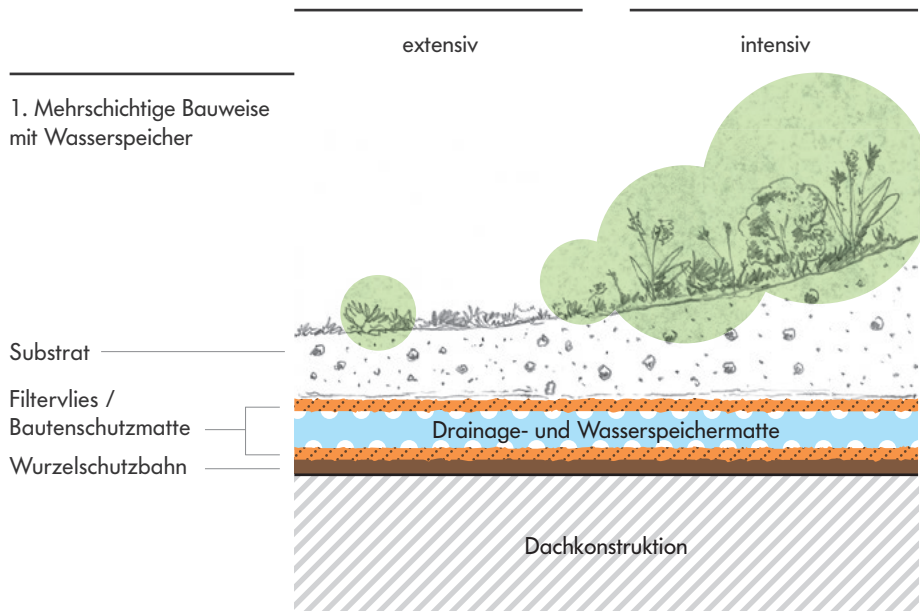 extensiv
intensiv
1. Mehrschichtige Bauweise
mit Wasserspeicher
Substrat
Filtervlies /
Bautenschutzmatte
Drainage- und Wasserspeichermatte
Wurzelschutzbahn
Dachkonstruktion